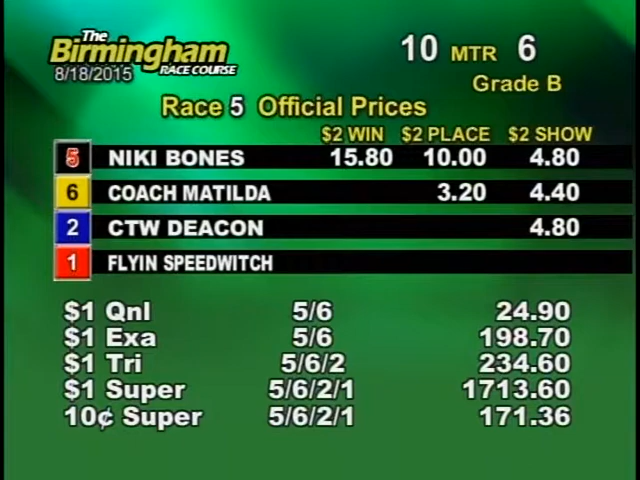 The
Birmingham
RACE COURSE
8/18/2015
10 MTR 6
Grade B
Race 5 Official Prices
$2 WIN $2 PLACE $2 SHOW
5 NIKI BONES 15.80 10.00 4.80
6 COACH MATILDA 3.20 4.40
2 CTW DEACON 4.80
1 FLYIN SPEEDWITCH
$1 Qnl 5/6 24.90
$1 Exa 5/6 198.70
$1 Tri 5/6/2 234.60
$1 Super 5/6/2/1 1713.60
10¢ Super 5/6/2/1 171.36